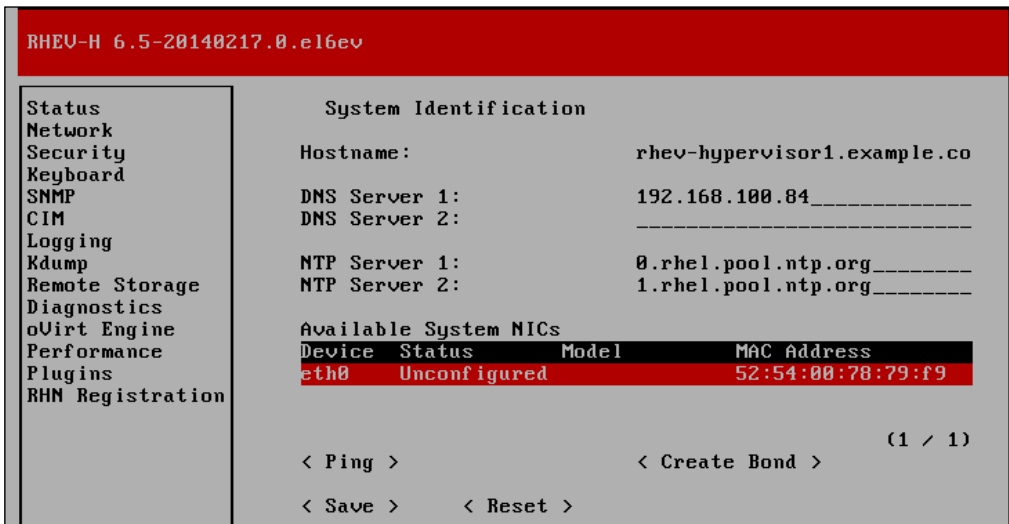 RHEV-H 6.5-20140217.0.el6ev
Status
Network
Security
Keyboard
SNMP
CIM
Logging
Kdump
Remote Storage
Diagnostics
oVirt Engine
Performance
Plugins
RHN Registration
System Identification
Hostname: rhev-hypervisor1.example.co
DNS Server 1: 192.168.100.84_____________
DNS Server 2: ___________________________
NTP Server 1: 0.rhel.pool.ntp.org________
NTP Server 2: 1.rhel.pool.ntp.org________
Available System NICs
Device Status Model MAC Address
eth0 Unconfigured 52:54:00:78:79:f9
(1 / 1)
< Ping > < Create Bond >
< Save > < Reset >